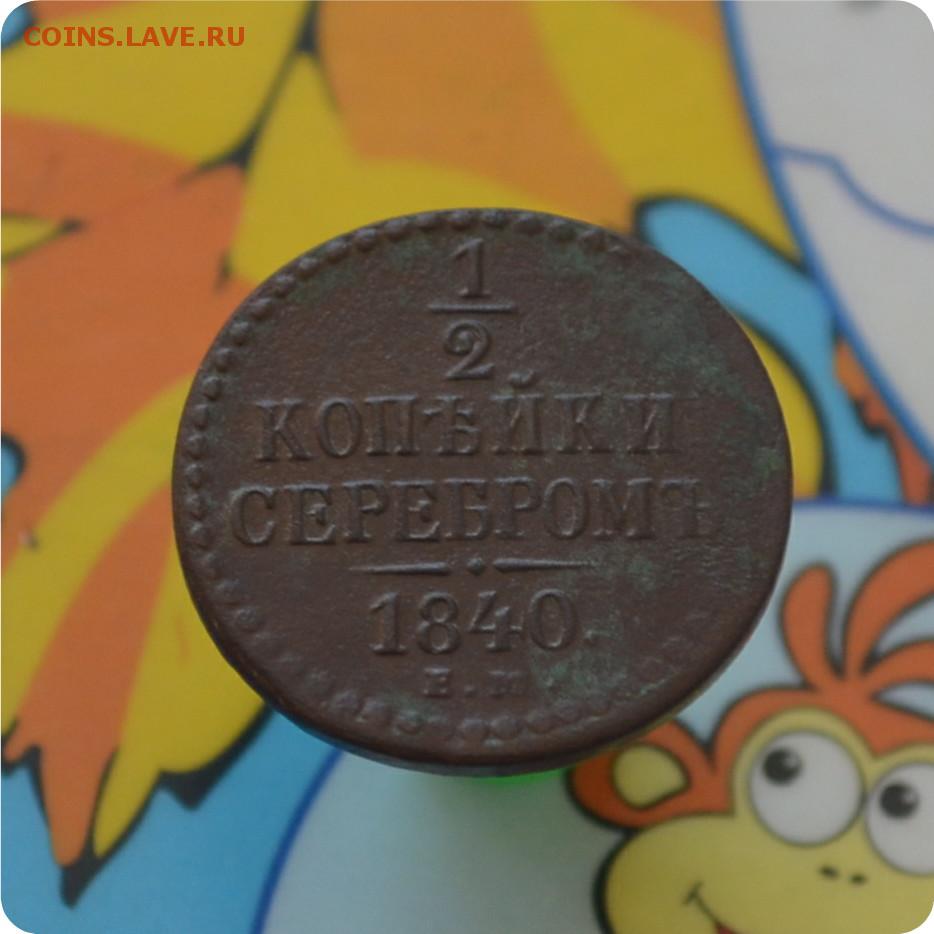 COINS.LAVE.RU
1
2
КОПѢЙКИ
СЕРЕБРОМЪ
1840.
Е.М